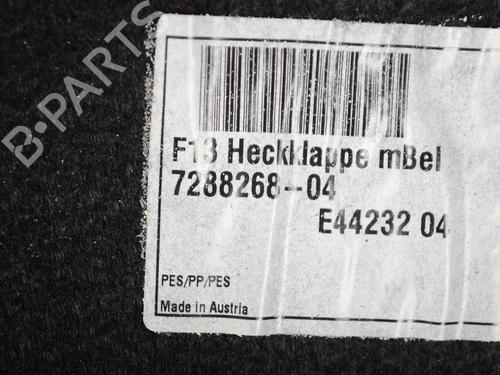 B-PARTS
F13 Heckklappe mBel
7288268--04
E44232 04
PES/PP/PES
Made in Austria